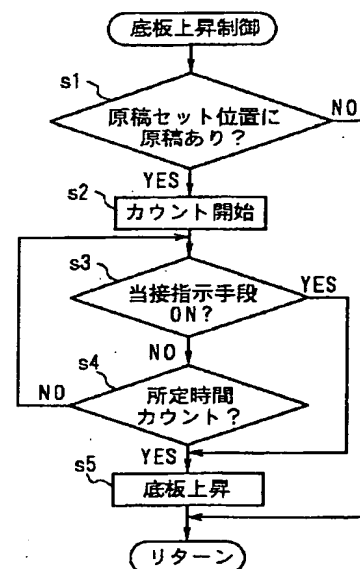 底板上昇制御
s1
原稿セット位置に
原稿あり?
NO
YES
s2
カウント開始
s3
当接指示手段
ON?
YES
NO
s4
所定時間
カウント?
NO
YES
s5
底板上昇
リターン